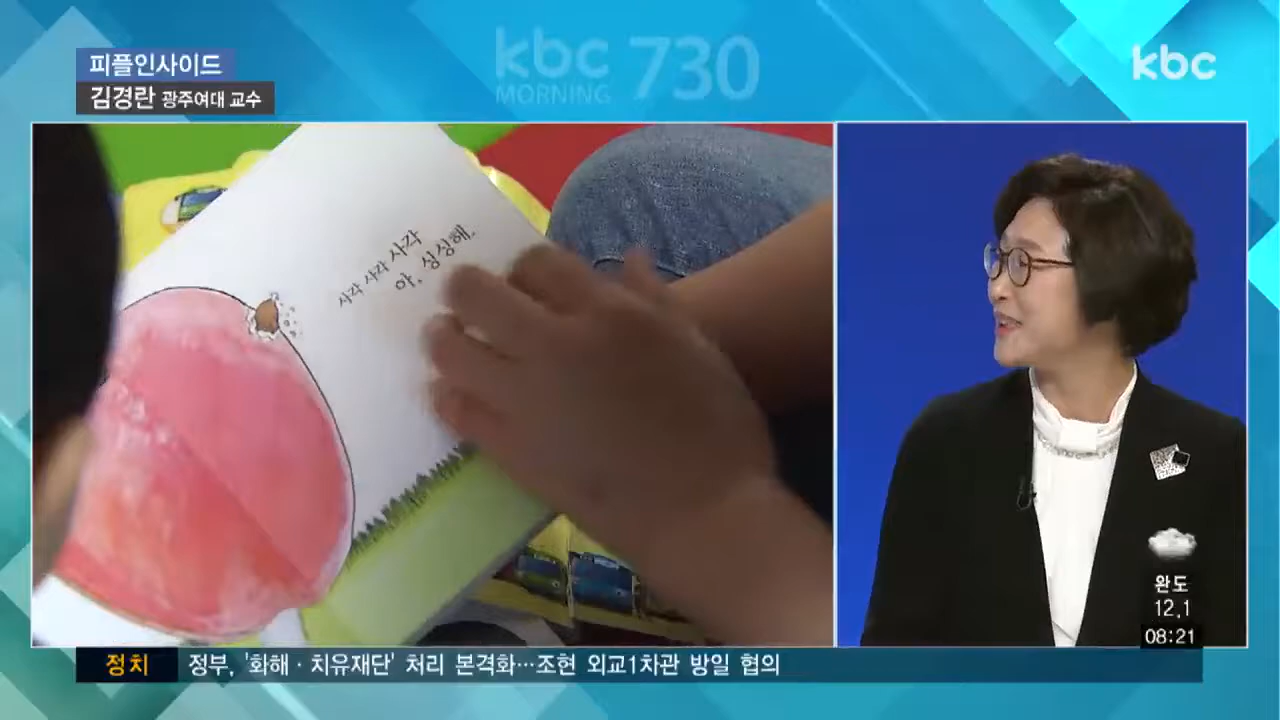 피플인사이드
김경란 광주여대 교수
kbc 730
MORNING
kbc
사각 사각 사각
야. 싱싱해.
완도
12.1
08:21
정치 정부, '화해·치유재단' 처리 본격화…조현 외교1차관 방일 협의